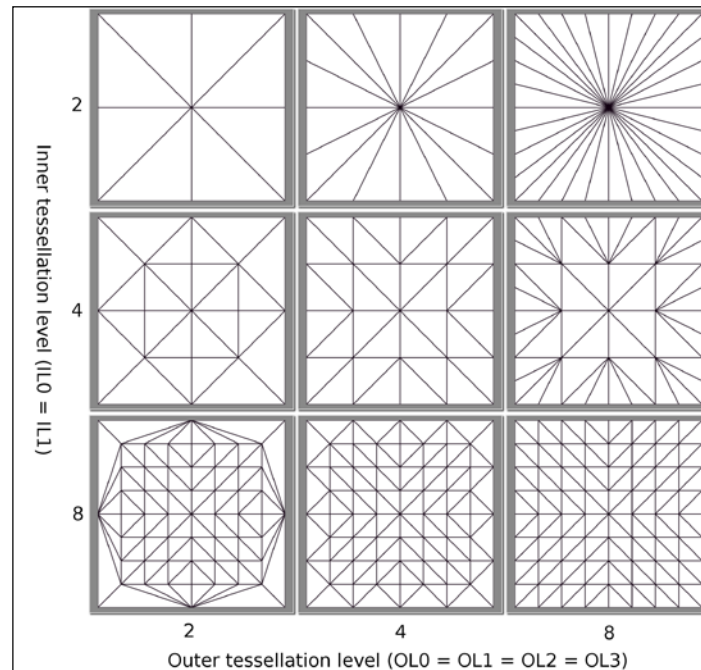 Inner tessellation level (IL0 = IL1)
2
4
8
2 4 8
Outer tessellation level (OL0 = OL1 = OL2 = OL3)